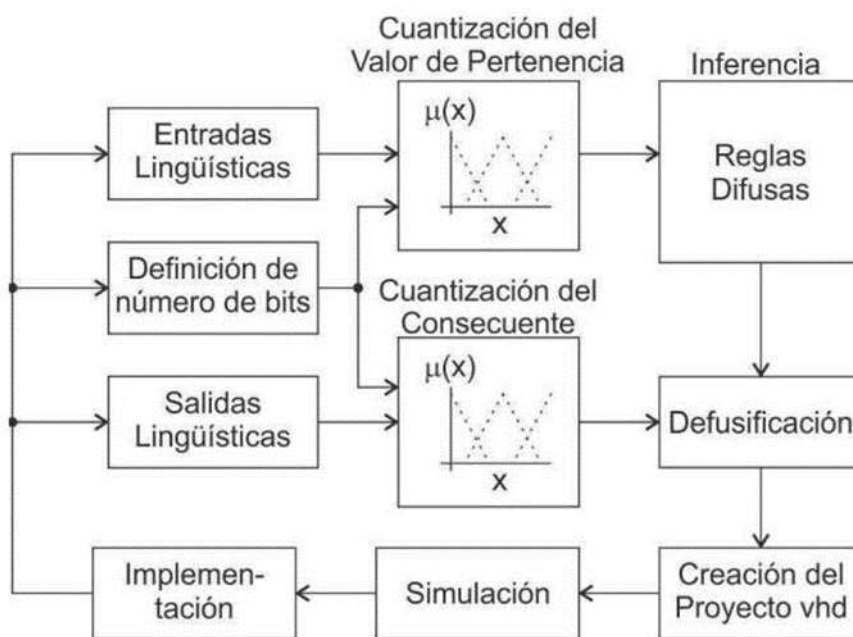 Cuantización del
Valor de Pertenencia
Inferencia
Entradas
Lingüísticas
μ(x)
x
Reglas
Difusas
Definición de
número de bits
Cuantización del
Consecuente
Salidas
Lingüísticas
μ(x)
x
Defusificación
Implemen-
tación
Simulación
Creación del
Proyecto vhd